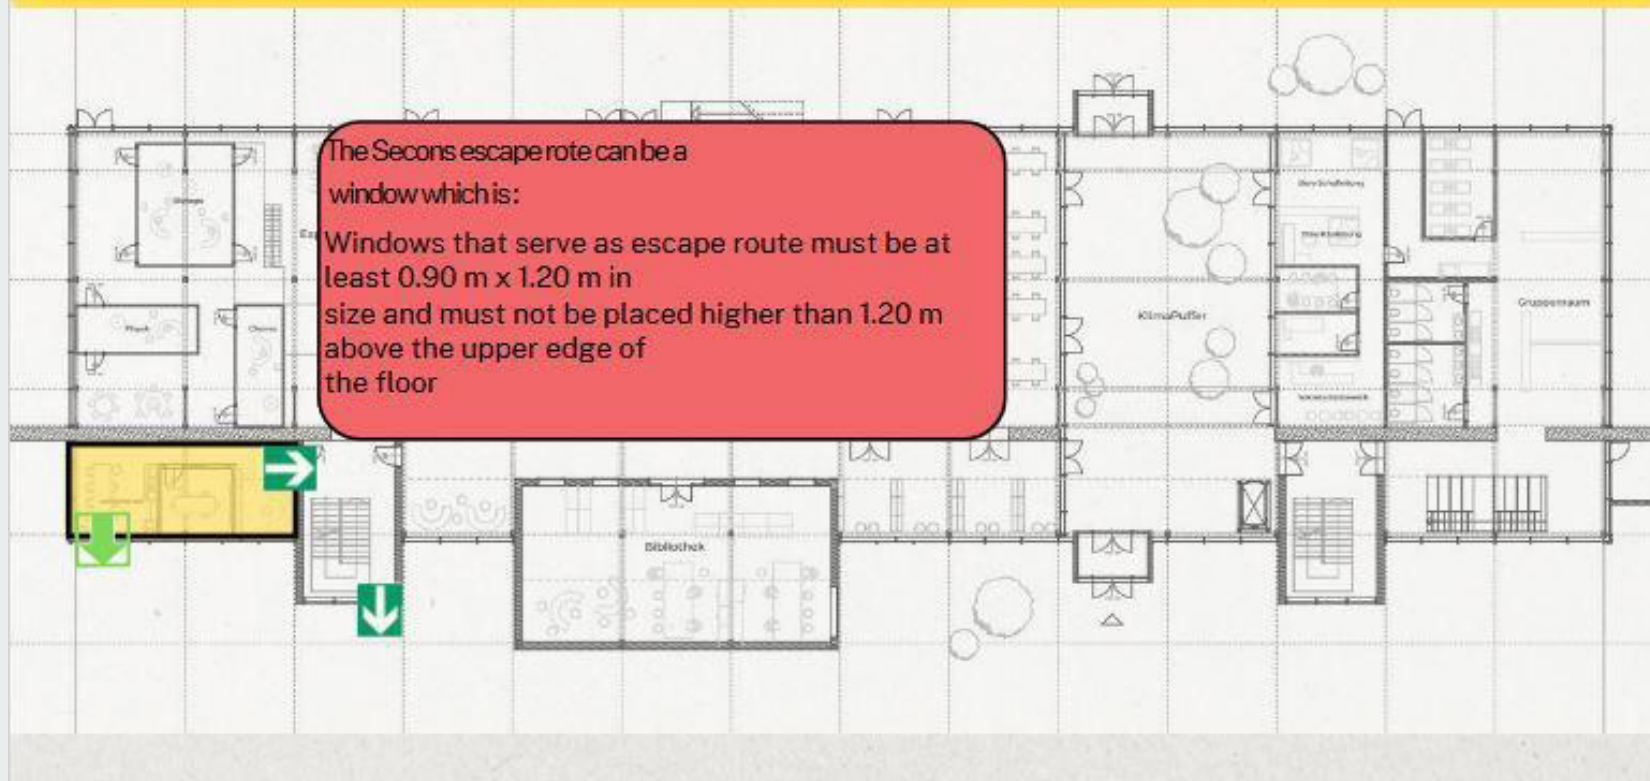 The Secons escape rote can be a
window which is:
Windows that serve as escape route must be at
least 0.90 m x 1.20 m in
size and must not be placed higher than 1.20 m
above the upper edge of
the floor
Biologie
Physik
Chemie
KlimaPuffer
Gruppenraum
Bibliothek